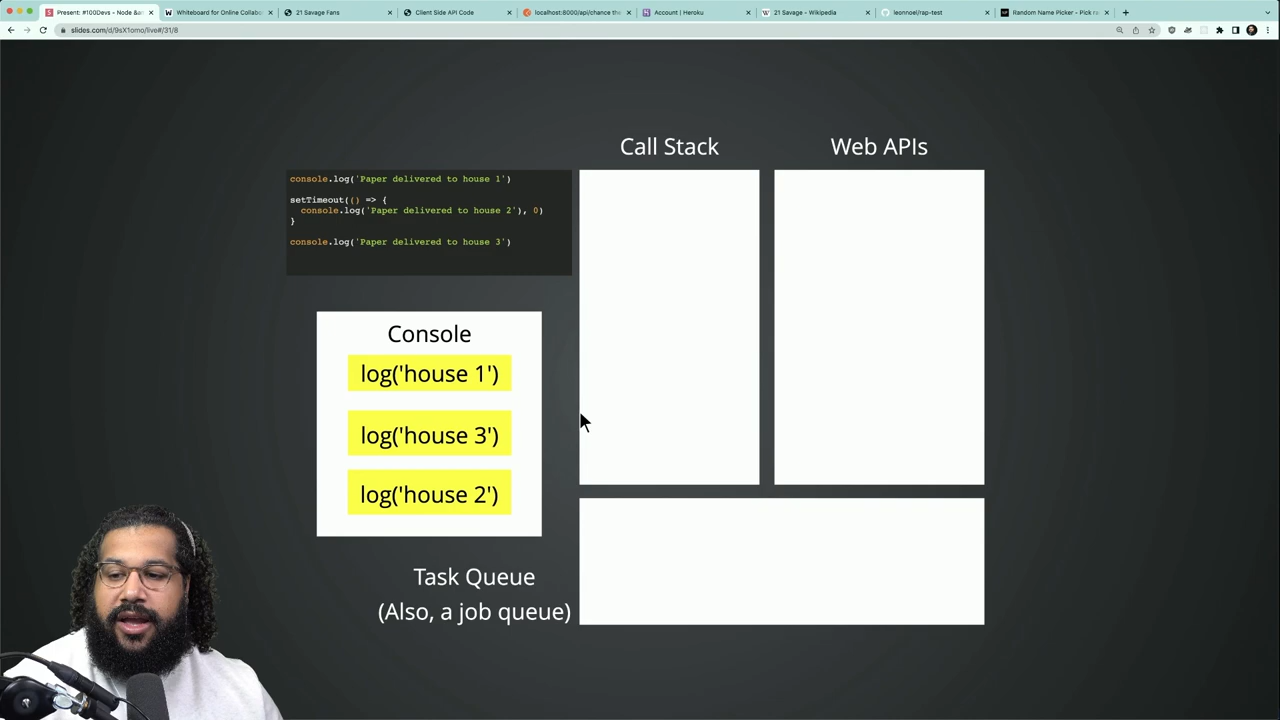 Present: #100Devs - Node &am
Whiteboard for Online Collabo
21 Savage Fans
Client Side API Code
localhost:8000/api/chance th
Account | Heroku
21 Savage - Wikipedia
leonnoel/rap-test
Random Name Picker - Pick ra
slides.com/d/9sX1omo/live#/31/8
Call Stack
Web APIs
console.log('Paper delivered to house 1')
setTimeout(() => {
console.log('Paper delivered to house 2'), 0)
}
console.log('Paper delivered to house 3')
Console
log('house 1')
log('house 3')
log('house 2')
Task Queue
(Also, a job queue)